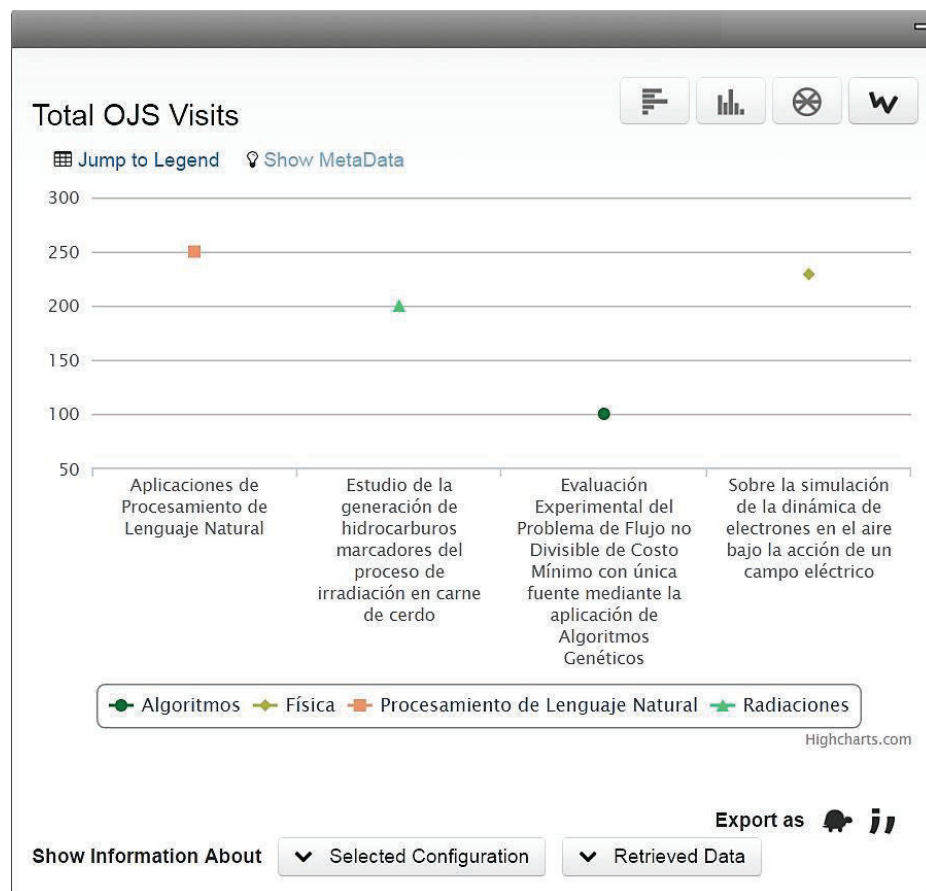 Total OJS Visits
Jump to Legend Show MetaData
300
250
200
150
100
50
Aplicaciones de
Procesamiento de
Lenguaje Natural
Estudio de la
generación de
hidrocarburos
marcadores del
proceso de
irradiación en carne
de cerdo
Evaluación
Experimental del
Problema de Flujo no
Divisible de Costo
Mínimo con única
fuente mediante la
aplicación de
Algoritmos
Genéticos
Sobre la simulación
de la dinámica de
electrones en el aire
bajo la acción de un
campo eléctrico
Algoritmos Física Procesamiento de Lenguaje Natural Radiaciones
Highcharts.com
Export as
Show Information About Selected Configuration Retrieved Data